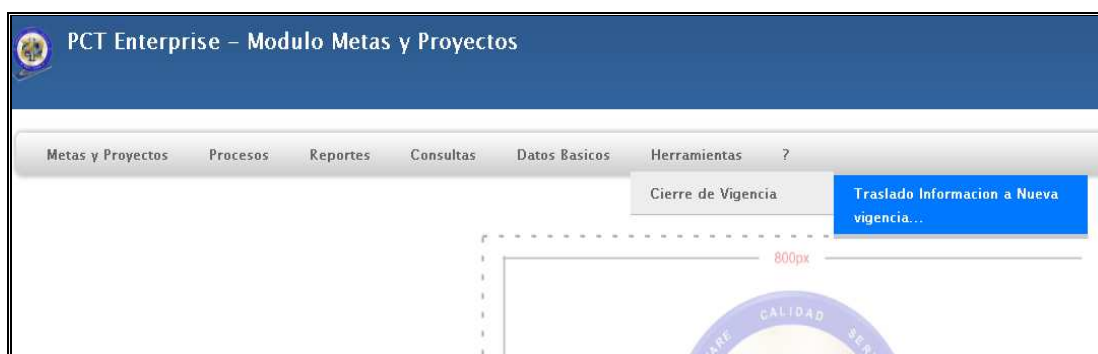 PCT Enterprise – Modulo Metas y Proyectos
Metas y Proyectos Procesos Reportes Consultas Datos Basicos Herramientas ?
Cierre de Vigencia
Traslado Informacion a Nueva
vigencia...
800px
CALIDAD